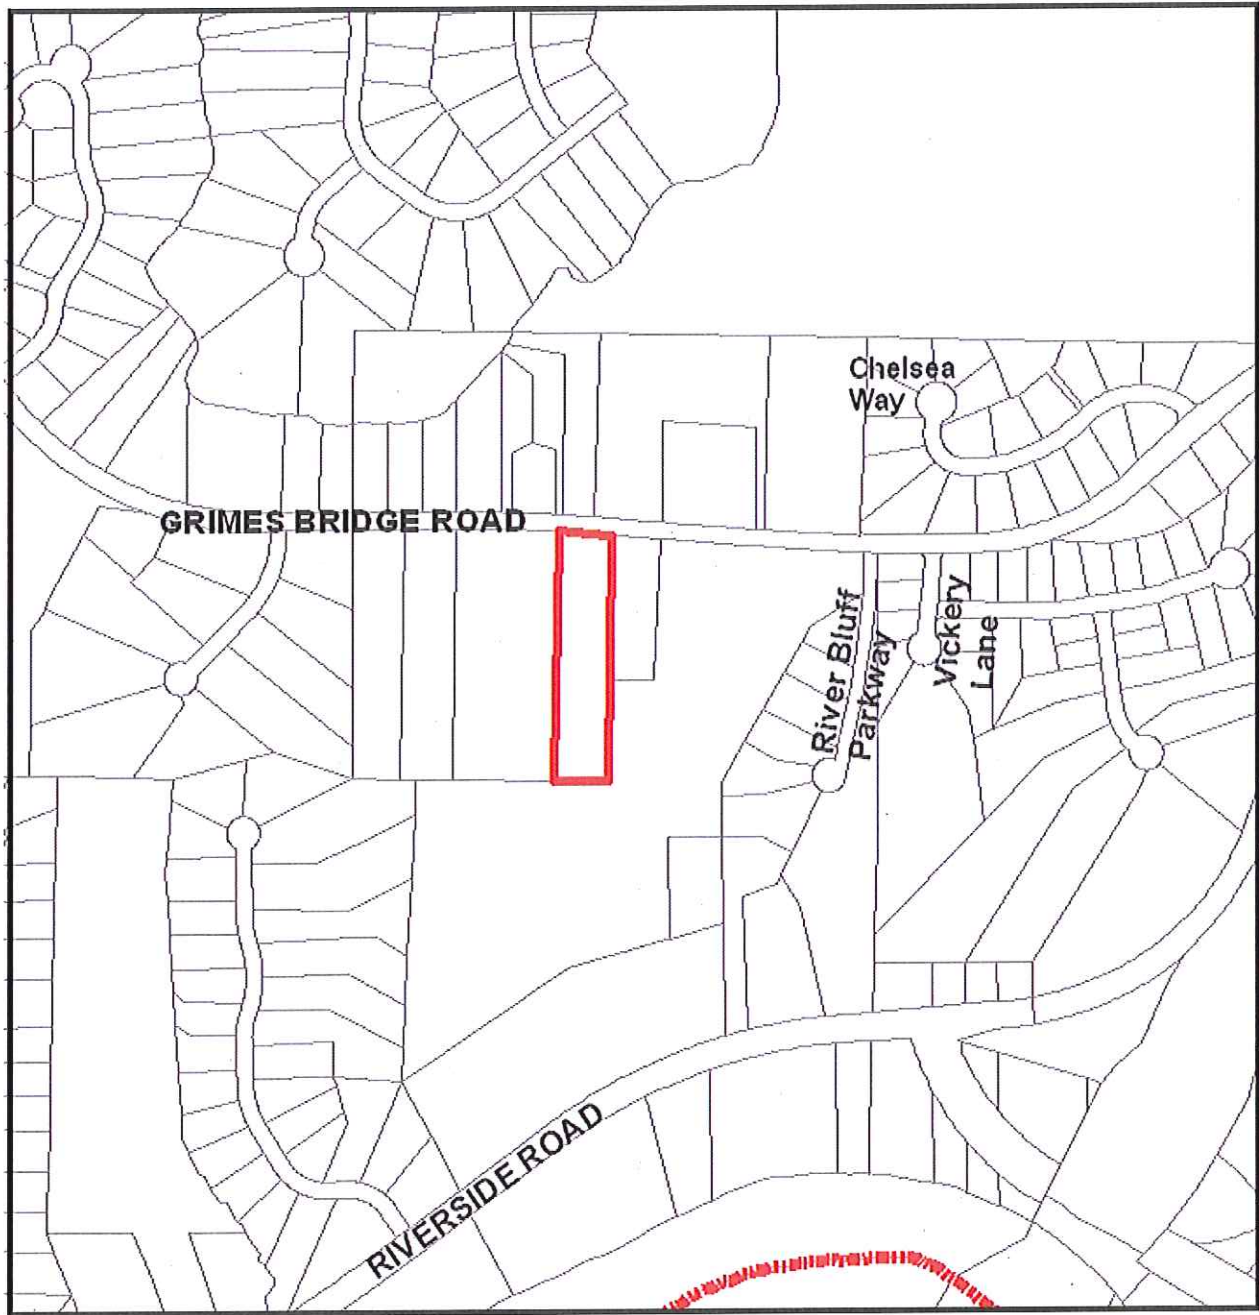 Chelsea
Way
GRIMES BRIDGE ROAD
River Bluff
Parkway
Vickery
Lane
RIVERSIDE ROAD